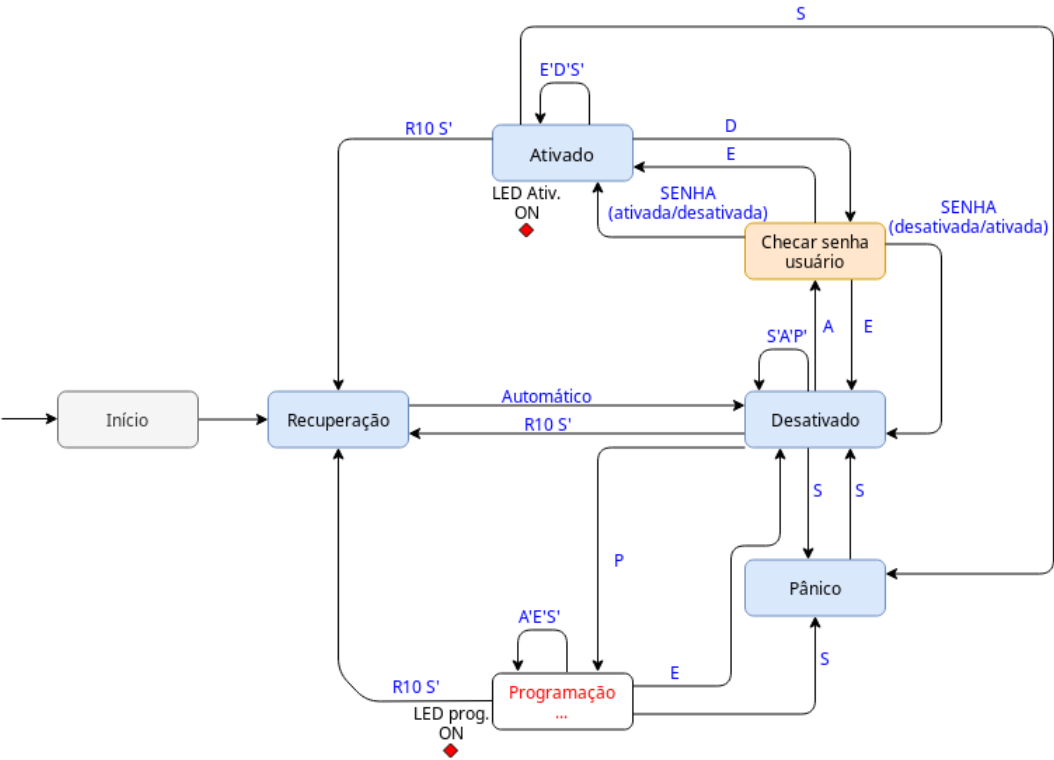 S
E'D'S'
R10 S'
D
Ativado
E
LED Ativ.
ON
SENHA
(ativada/desativada)
SENHA
(desativada/ativada)
Checar senha
usuário
A
E
S'A'P'
Início
Recuperação
Automático
R10 S'
Desativado
S
S
P
Pânico
A'E'S'
S
E
R10 S'
Programação
...
LED prog.
ON